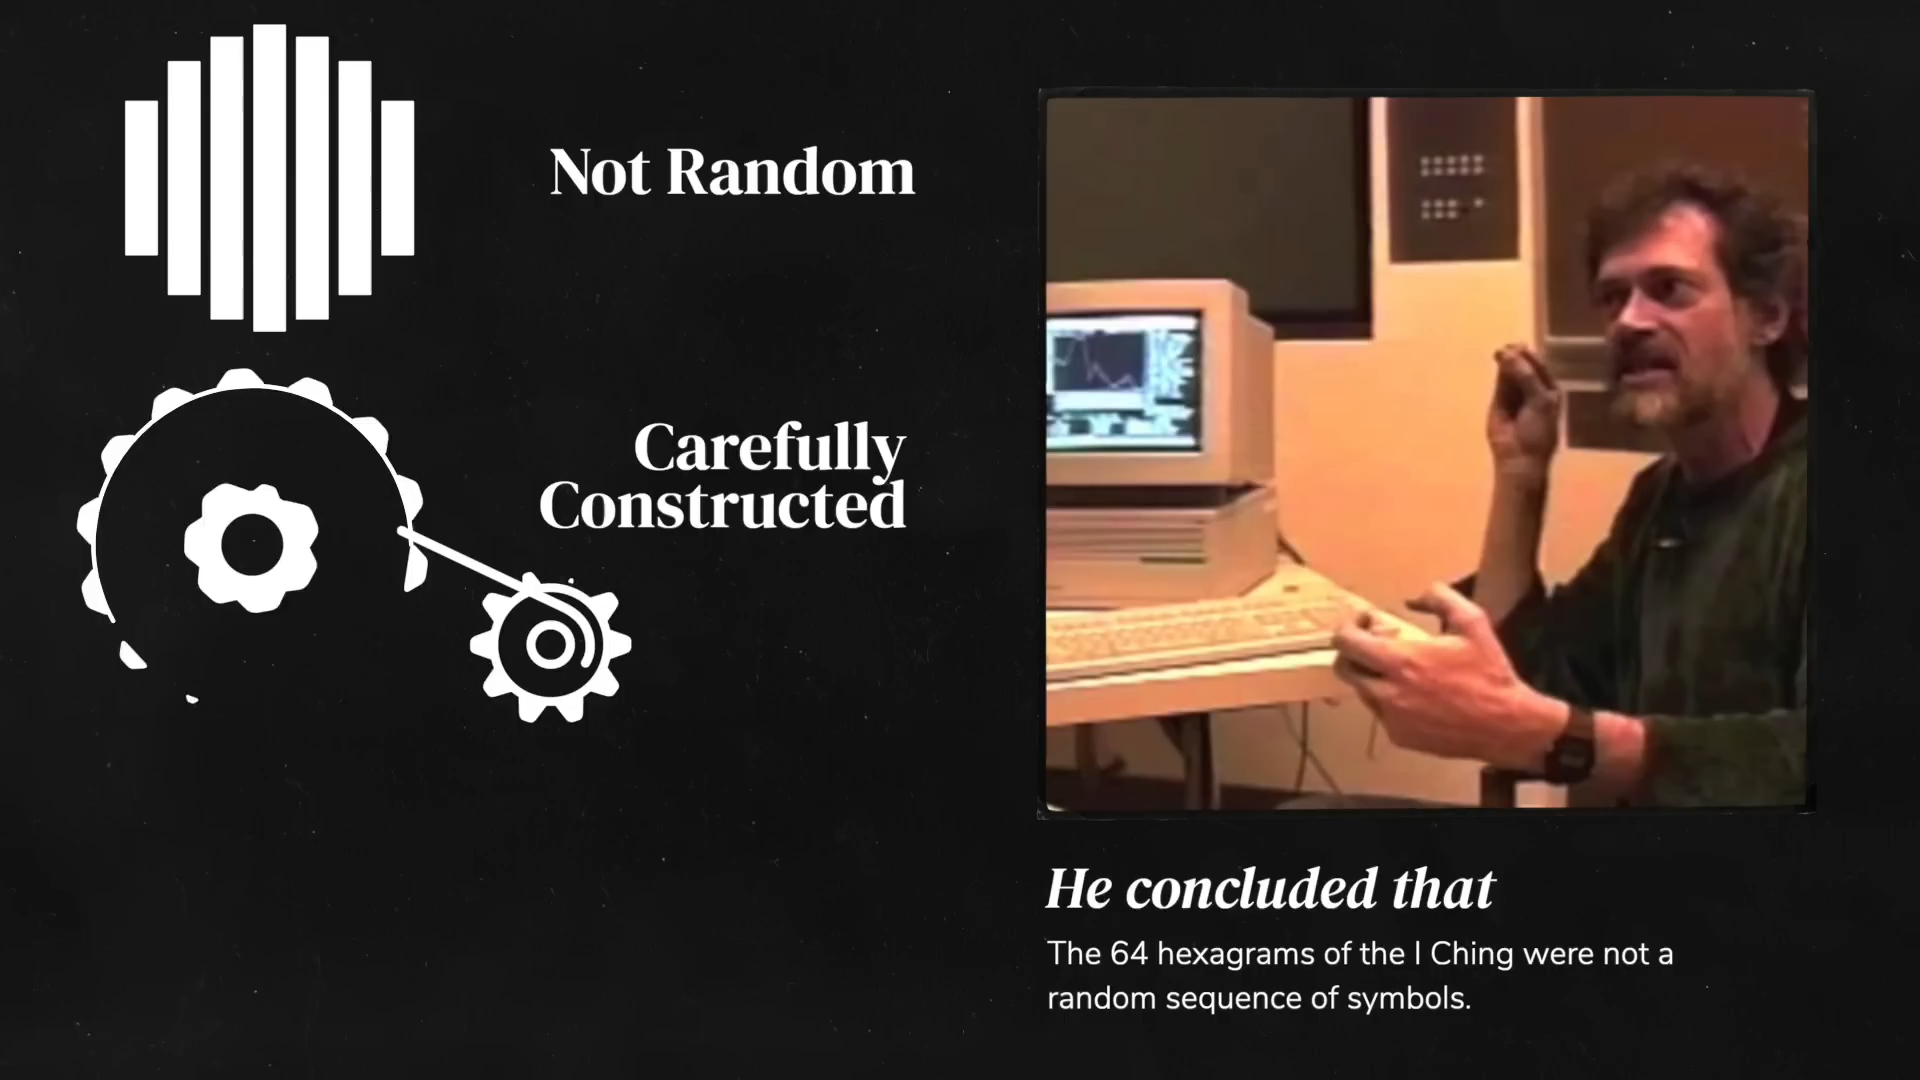 Not Random
Carefully
Constructed
He concluded that
The 64 hexagrams of the I Ching were not a
random sequence of symbols.